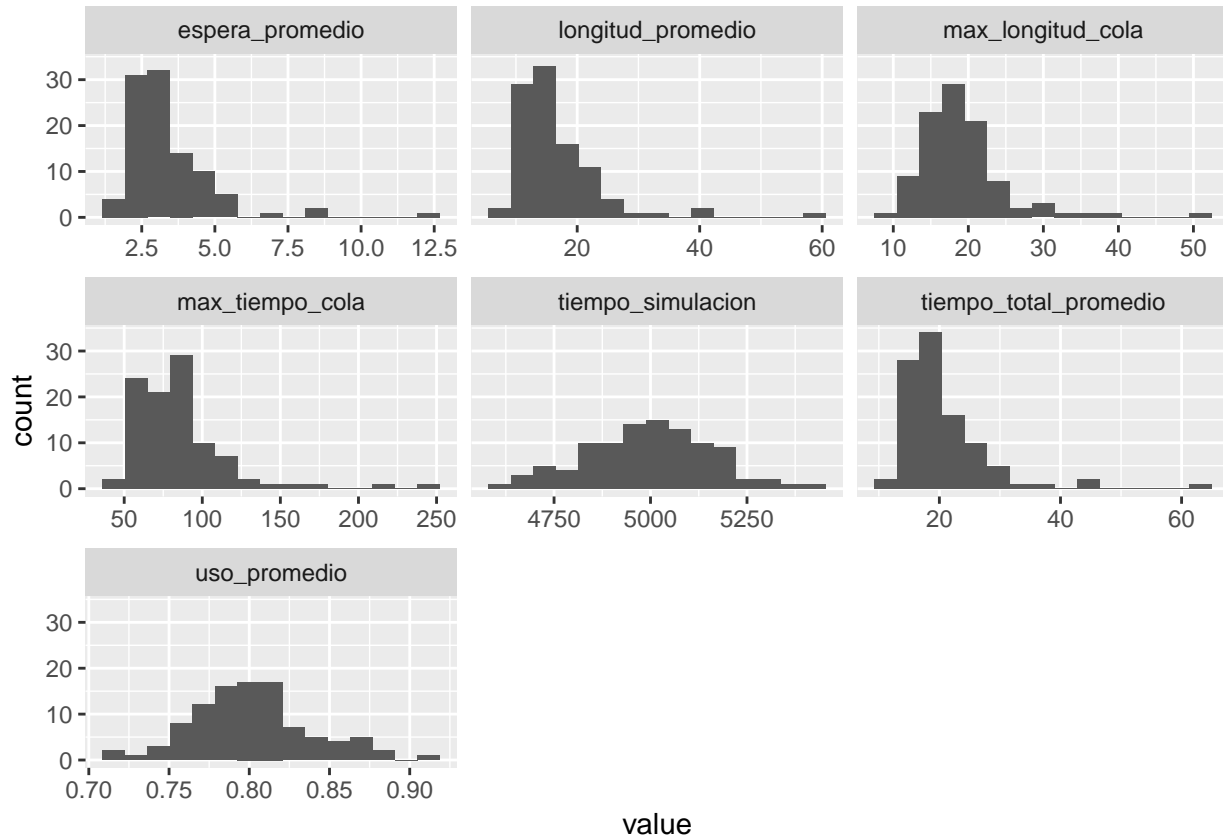 espera_promedio
longitud_promedio
max_longitud_cola
30
20
10
0
2.5 5.0 7.5 10.0 12.5
20 40 60
10 20 30 40 50
max_tiempo_cola
tiempo_simulacion
tiempo_total_promedio
count
30
20
10
0
50 100 150 200 250
4750 5000 5250
20 40 60
uso_promedio
30
20
10
0
0.70 0.75 0.80 0.85 0.90
value